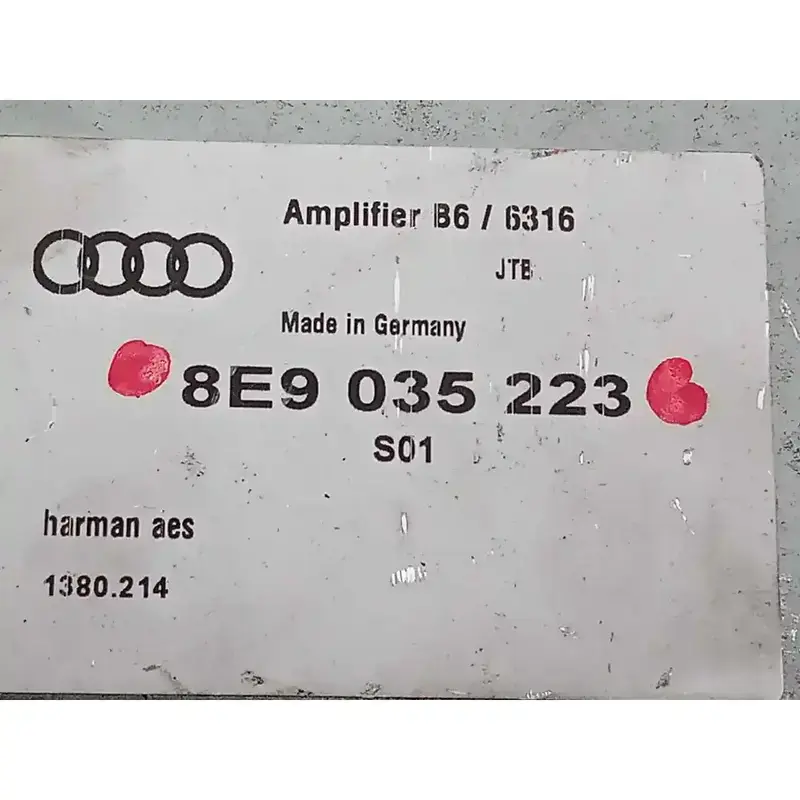 Amplifier B6 / 6316
JTB
Made in Germany
8E9 035 223
S01
harman aes
1380.214